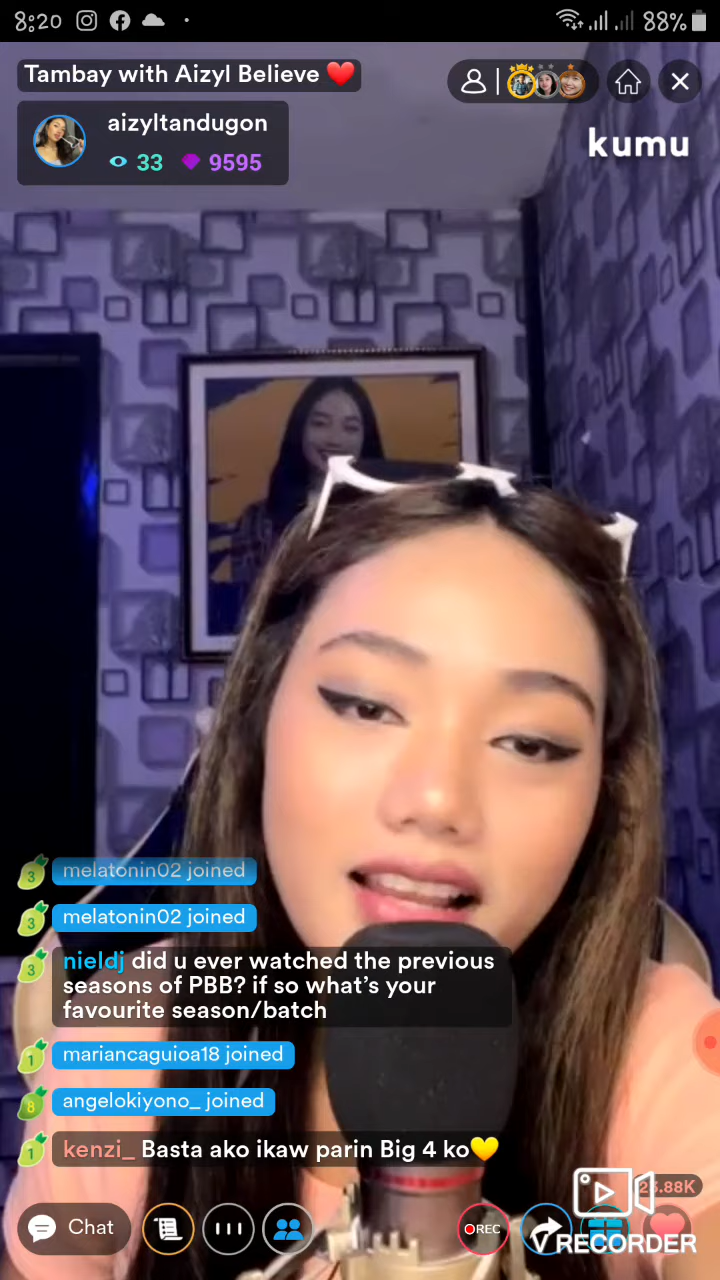 8:20
88%
Tambay with Aizyl Believe ❤️
aizyltandugon
33 9595
kumu
3 melatonin02 joined
3 melatonin02 joined
3 nieldj did u ever watched the previous
seasons of PBB? if so what's your
favourite season/batch
1 mariancaguioa18 joined
8 angelokiyono_ joined
1 kenzi_ Basta ako ikaw parin Big 4 ko💛
.88K
Chat
REC
VRECORDER